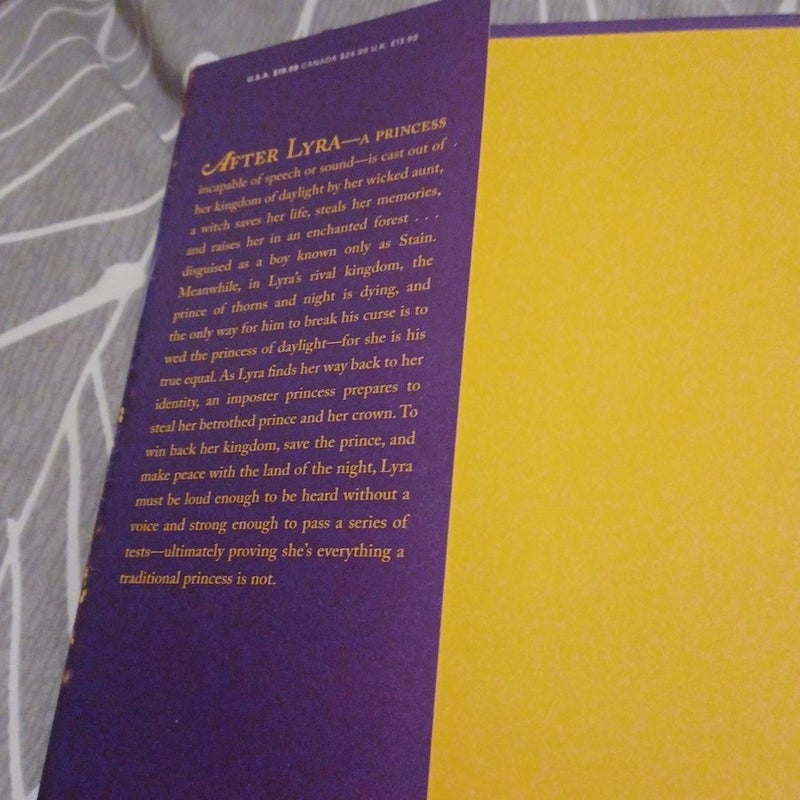 U.S.A. $19.99 CANADA $24.99 U.K. £13.99
AFTER LYRA—A PRINCESS
incapable of speech or sound—is cast out of
her kingdom of daylight by her wicked aunt,
a witch saves her life, steals her memories,
and raises her in an enchanted forest . . .
disguised as a boy known only as Stain.
Meanwhile, in Lyra's rival kingdom, the
prince of thorns and night is dying, and
the only way for him to break his curse is to
wed the princess of daylight—for she is his
true equal. As Lyra finds her way back to her
identity, an imposter princess prepares to
steal her betrothed prince and her crown. To
win back her kingdom, save the prince, and
make peace with the land of the night, Lyra
must be loud enough to be heard without a
voice and strong enough to pass a series of
tests—ultimately proving she's everything a
traditional princess is not.